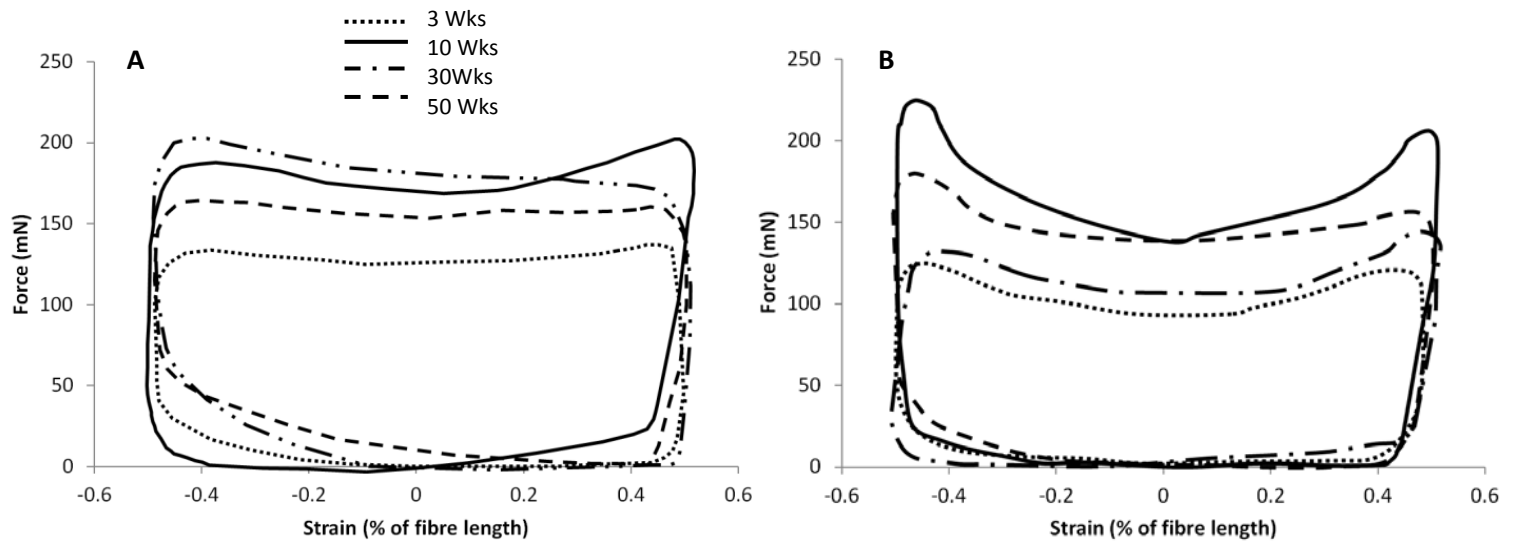 3 Wks
10 Wks
30Wks
50 Wks
A
250
200
150
100
50
0
Force (mN)
-0.6 -0.4 -0.2 0 0.2 0.4 0.6
Strain (% of fibre length)
B
250
200
150
100
50
0
Force (mN)
-0.6 -0.4 -0.2 0 0.2 0.4 0.6
Strain (% of fibre length)